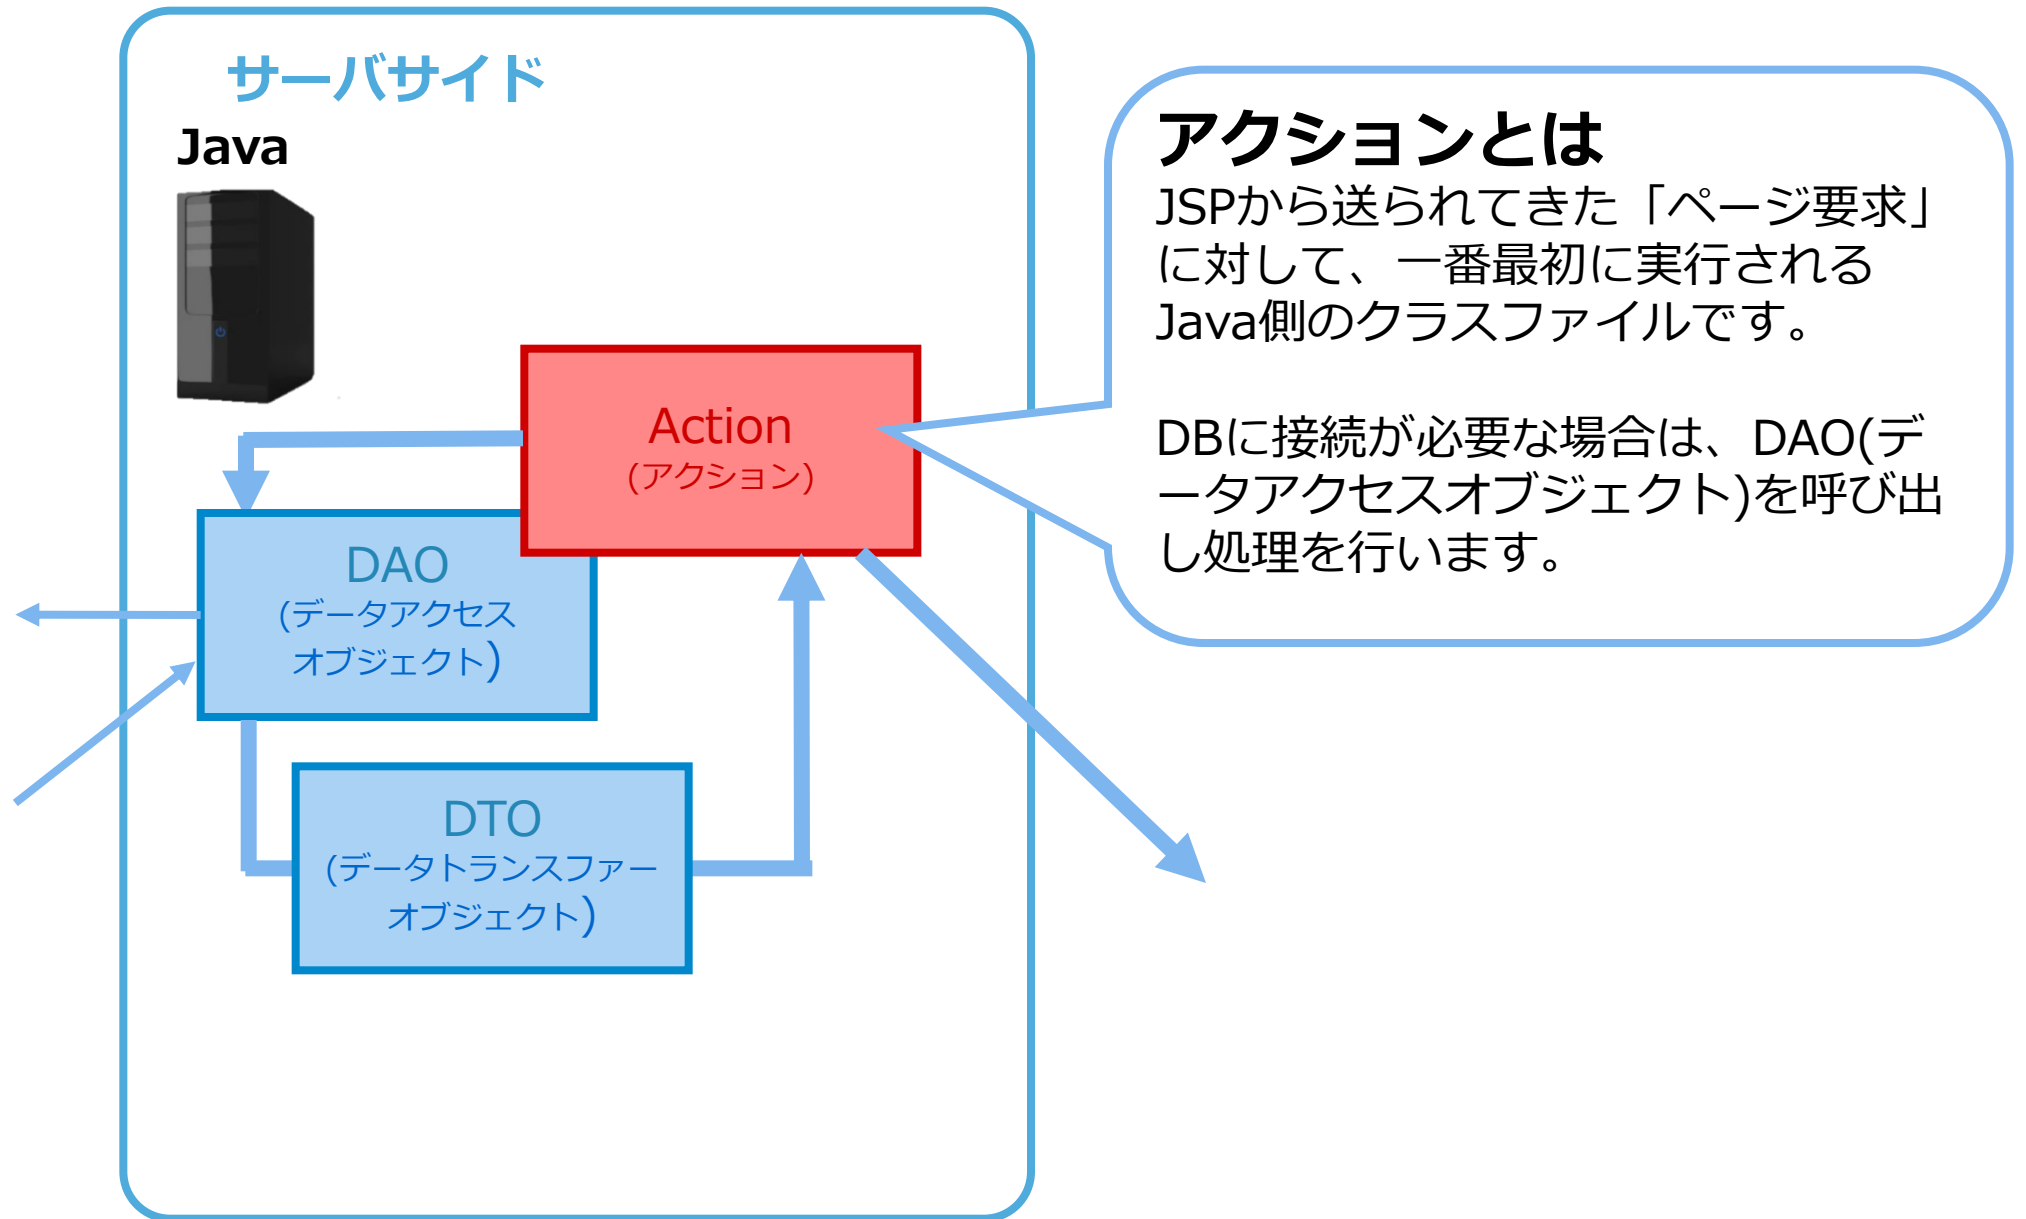 サーバサイド
Java
Action
(アクション)
DAO
(データアクセス
オブジェクト)
DTO
(データトランスファー
オブジェクト)
アクションとは
JSPから送られてきた「ページ要求」
に対して、一番最初に実行される
Java側のクラスファイルです。
DBに接続が必要な場合は、DAO(デ
ータアクセスオブジェクト)を呼び出
し処理を行います。